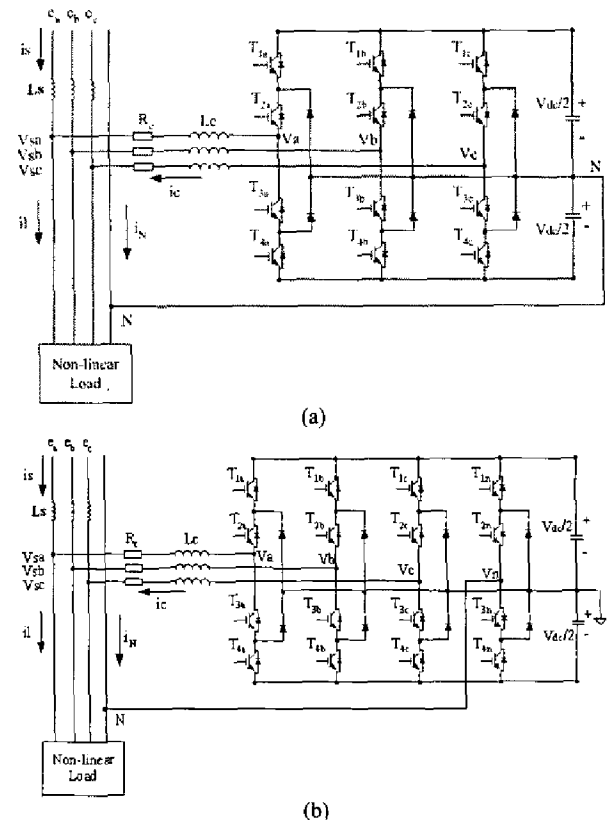 ea eb ec
is
Ls
T1a T1b T1c
Vdc/2 +
-
T2a T2b T2c
Rc Lc
Va Vb Vc
N
Vsa
Vsb
Vsc
ic
il
iN
T3a T3b T3c
Vdc/2 +
-
T4a T4b T4c
N
Non-linear
Load
(a)
ea eb ec
is
Ls
T1a T1b T1c T1n
Vdc/2 +
-
T2a T2b T2c T2n
Rc Lc
Va Vb Vc Vn
Vsa
Vsb
Vsc
ic
il
iN
T3a T3b T3c T3n
Vdc/2 +
-
T4a T4b T4c T4n
N
Non-linear
Load
(b)